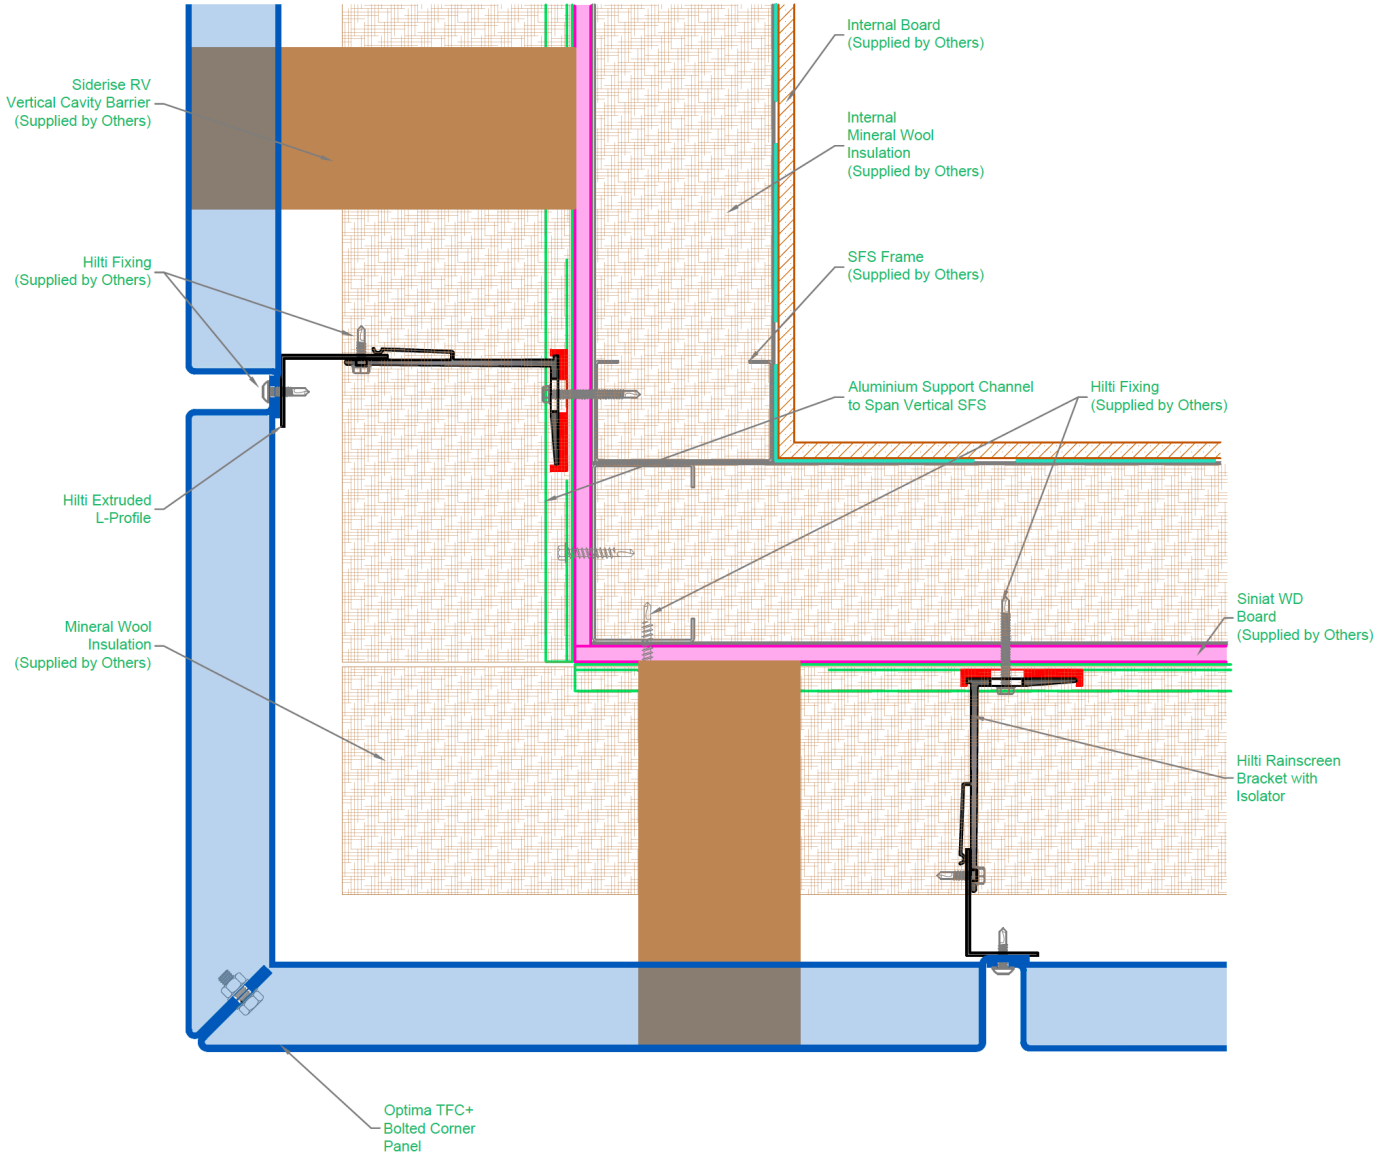 Internal Board
(Supplied by Others)
Siderise RV
Vertical Cavity Barrier
(Supplied by Others)
Internal
Mineral Wool
Insulation
(Supplied by Others)
Hilti Fixing
(Supplied by Others)
SFS Frame
(Supplied by Others)
Aluminium Support Channel
to Span Vertical SFS
Hilti Fixing
(Supplied by Others)
Hilti Extruded
L-Profile
Siniat WD
Board
(Supplied by Others)
Mineral Wool
Insulation
(Supplied by Others)
Hilti Rainscreen
Bracket with
Isolator
Optima TFC+
Bolted Corner
Panel